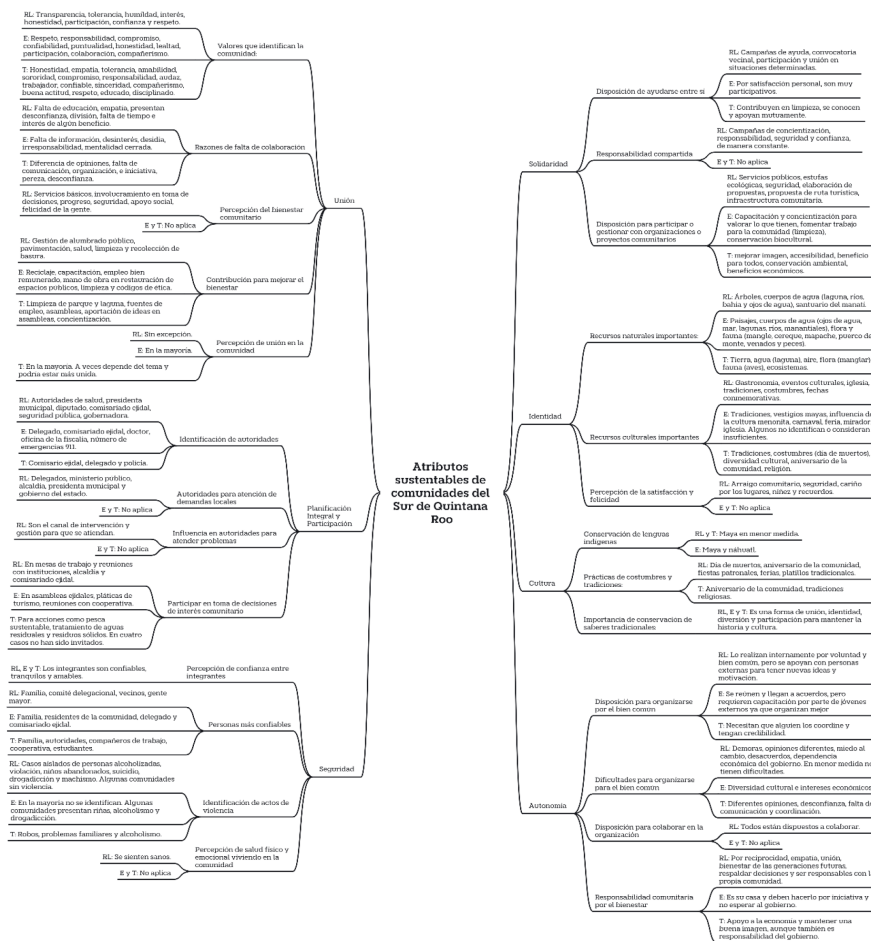 RL: Transparencia, tolerancia, humildad, interés,
honestidad, participación, confianza y respeto.
E: Respeto, responsabilidad, compromiso,
confiabilidad, puntualidad, honestidad, lealtad,
participación, colaboración, compañerismo.
T: Honestidad, empatía, tolerancia, amabilidad,
sororidad, compromiso, responsabilidad, audaz,
trabajador, confiable, sinceridad, compañerismo,
buena actitud, respeto, educado, disciplinado.
Valores que identifican la
comunidad:
RL: Falta de educación, empatía, presentan
desconfianza, división, falta de tiempo e
interés de algún beneficio.
E: Falta de información, desinterés, desidia,
irresponsabilidad, mentalidad cerrada.
T: Diferencia de opiniones, falta de
comunicación, organización, e iniciativa,
pereza, desconfianza.
Razones de falta de colaboración
RL: Servicios básicos, involucramiento en toma de
decisiones, progreso, seguridad, apoyo social,
felicidad de la gente.
E y T: No aplica
Percepción del bienestar
comunitario
RL: Gestión de alumbrado público,
pavimentación, salud, limpieza y recolección de
basura.
E: Reciclaje, capacitación, empleo bien
remunerado, mano de obra en restauración de
espacios públicos, limpieza y códigos de ética.
T: Limpieza de parque y laguna, fuentes de
empleo, asambleas, aportación de ideas en
asambleas, concientización.
Contribución para mejorar el
bienestar
RL: Sin excepción.
E: En la mayoría.
T: En la mayoría. A veces depende del tema y
podría estar más unida.
Percepción de unión en la
comunidad
Unión
RL: Autoridades de salud, presidenta
municipal, diputado, comisariado ejidal,
seguridad pública, gobernadora.
E: Delegado, comisariado ejidal, doctor,
oficina de la fiscalía, número de
emergencias 911.
T: Comisario ejidal, delegado y policía.
Identificación de autoridades
RL: Delegados, ministerio público,
alcaldía, presidenta municipal y
gobierno del estado.
E y T: No aplica
Autoridades para atención de
demandas locales
RL: Son el canal de intervención y
gestión para que se atiendan.
E y T: No aplica
Influencia en autoridades para
atender problemas
RL: En mesas de trabajo y reuniones
con instituciones, alcaldía y
comisariado ejidal.
E: En asambleas ejidales, pláticas de
turismo, reuniones con cooperativa.
T: Para acciones como pesca
sustentable, tratamiento de aguas
residuales y residuos sólidos. En cuatro
casos no han sido invitados.
Participar en toma de decisiones
de interés comunitario
Planificación
Integral y
Participación
RL, E y T: Los integrantes son confiables,
tranquilos y amables.
Percepción de confianza entre
integrantes
RL: Familia, comité delegacional, vecinos, gente
mayor.
E: Familia, residentes de la comunidad, delegado y
comisariado ejidal.
T: Familia, autoridades, compañeros de trabajo,
cooperativa, estudiantes.
Personas más confiables
RL: Casos aislados de personas alcoholizadas,
violación, niños abandonados, suicidio,
drogadicción y machismo. Algunas comunidades
sin violencia.
E: En la mayoría no se identifican. Algunas
comunidades presentan riñas, alcoholismo y
drogadicción.
T: Robos, problemas familiares y alcoholismo.
Identificación de actos de
violencia
RL: Se sienten sanos.
E y T: No aplica
Percepción de salud físico y
emocional viviendo en la
comunidad
Seguridad
Atributos
sustentables de
comunidades del
Sur de Quintana
Roo
Solidaridad
Disposición de ayudarse entre sí
RL: Campañas de ayuda, convocatoria
vecinal, participación y unión en
situaciones determinadas.
E: Por satisfacción personal, son muy
participativos.
T: Contribuyen en limpieza, se conocen
y apoyan mutuamente.
Responsabilidad compartida
RL: Campañas de concientización,
responsabilidad, seguridad y confianza,
de manera constante.
E y T: No aplica
Disposición para participar o
gestionar con organizaciones o
proyectos comunitarios
RL: Servicios públicos, estufas
ecológicas, seguridad, elaboración de
propuestas, propuesta de ruta turística,
infraestructura comunitaria.
E: Capacitación y concientización para
valorar lo que tienen, fomentar trabajo
para la comunidad (limpieza),
conservación biocultural.
T: mejorar imagen, accesibilidad, beneficio
para todos, conservación ambiental,
beneficios económicos.
Identidad
Recursos naturales importantes:
RL: Árboles, cuerpos de agua (laguna, ríos,
bahía y ojos de agua), santuario del manatí.
E: Paisajes, cuerpos de agua (ojos de agua,
mar, lagunas, ríos, manantiales), flora y
fauna (mangle, cereque, mapache, puerco de
monte, venados y peces).
T: Tierra, agua (laguna), aire, flora (manglar),
fauna (aves), ecosistemas.
Recursos culturales importantes
RL: Gastronomía, eventos culturales, iglesia,
tradiciones, costumbres, fechas
conmemorativas.
E: Tradiciones, vestigios mayas, influencia de
la cultura menonita, carnaval, feria, mirador,
iglesia. Algunos no identifican o consideran
insuficientes.
T: Tradiciones, costumbres (día de muertos),
diversidad cultural, aniversario de la
comunidad, religión.
Percepción de la satisfacción y
felicidad
RL: Arraigo comunitario, seguridad, cariño
por los lugares, niñez y recuerdos.
E y T: No aplica
Cultura
Conservación de lenguas
indígenas
RL y T: Maya en menor medida.
E: Maya y náhuatl.
Prácticas de costumbres y
tradiciones:
RL: Día de muertos, aniversario de la comunidad,
fiestas patronales, ferias, platillos tradicionales.
T: Aniversario de la comunidad, tradiciones
religiosas.
Importancia de conservación de
saberes tradicionales:
RL, E y T: Es una forma de unión, identidad,
diversión y participación para mantener la
historia y cultura.
Autonomía
Disposición para organizarse
por el bien común
RL: Lo realizan internamente por voluntad y
bien común, pero se apoyan con personas
externas para tener nuevas ideas y
motivación.
E: Se reúnen y llegan a acuerdos, pero
requieren capacitación por parte de jóvenes
externos ya que organizan mejor
T: Necesitan que alguien los coordine y
tengan credibilidad.
Dificultades para organizarse
para el bien común
RL: Demoras, opiniones diferentes, miedo al
cambio, desacuerdos, dependencia
económica del gobierno. En menor medida no
tienen dificultades.
E: Diversidad cultural e intereses económicos
T: Diferentes opiniones, desconfianza, falta de
comunicación y coordinación.
Disposición para colaborar en la
organización
RL: Todos están dispuestos a colaborar.
E y T: No aplica
Responsabilidad comunitaria
por el bienestar
RL: Por reciprocidad, empatía, unión,
bienestar de las generaciones futuras,
respaldar decisiones y ser responsables con la
propia comunidad.
E: Es su casa y deben hacerlo por iniciativa y
no esperar al gobierno.
T: Apoyo a la economía y mantener una
buena imagen, aunque también es
responsabilidad del gobierno.